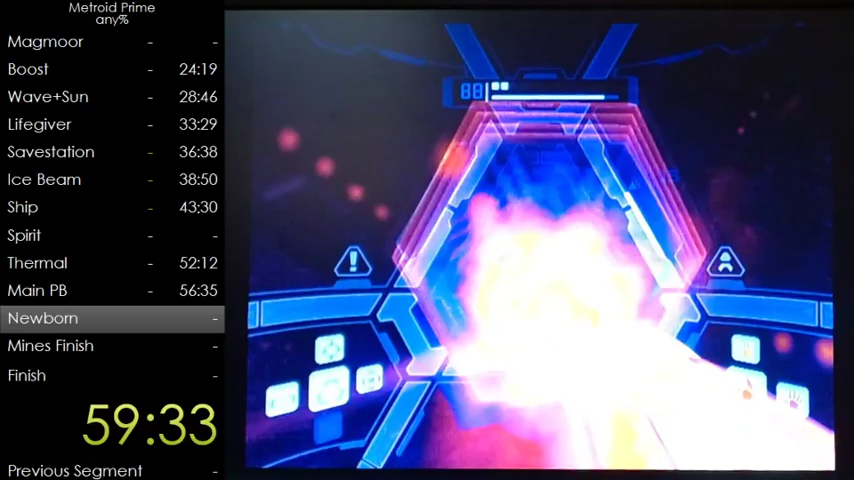 Metroid Prime
any%
Magmoor - -
Boost - 24:19
Wave+Sun - 28:46
Lifegiver - 33:29
Savestation - 36:38
Ice Beam - 38:50
Ship - 43:30
Spirit - -
Thermal - 52:12
Main PB - 56:35
Newborn -
Mines Finish -
Finish -
59:33
Previous Segment -
88
!